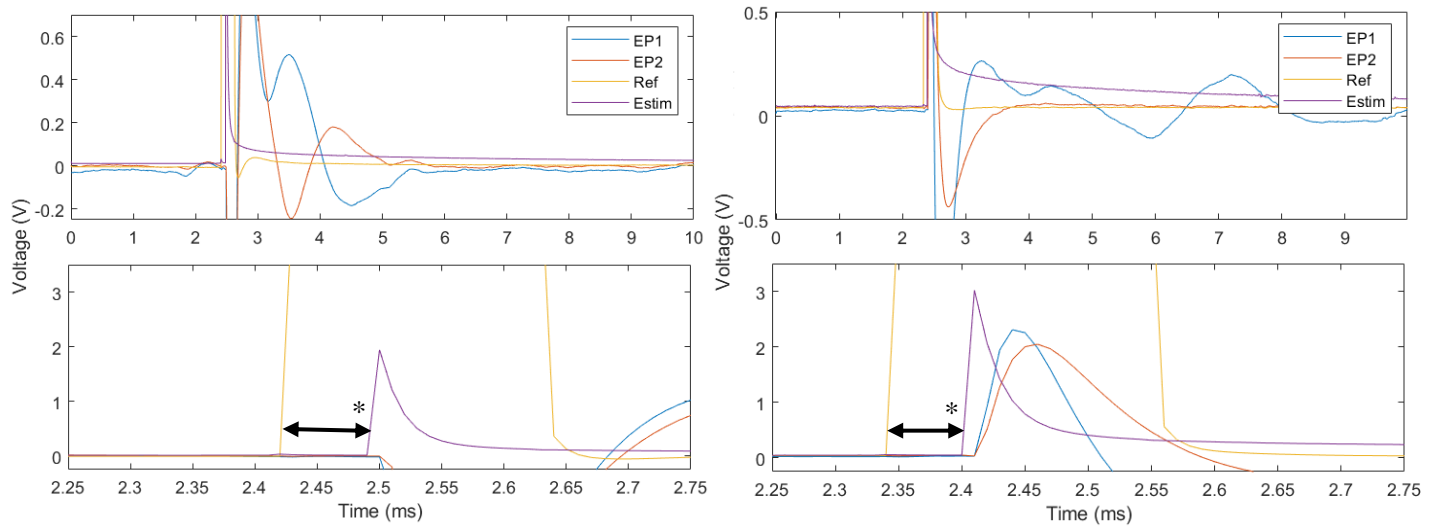 0.6
0.4
0.2
0
-0.2
0 1 2 3 4 5 6 7 8 9 10
EP1
EP2
Ref
Estim
0.5
0
-0.5
0 1 2 3 4 5 6 7 8 9
EP1
EP2
Ref
Estim
Voltage (V)
3
2
1
0
*
2.25 2.3 2.35 2.4 2.45 2.5 2.55 2.6 2.65 2.7 2.75
Time (ms)
Voltage (V)
3
2
1
0
*
2.25 2.3 2.35 2.4 2.45 2.5 2.55 2.6 2.65 2.7 2.75
Time (ms)